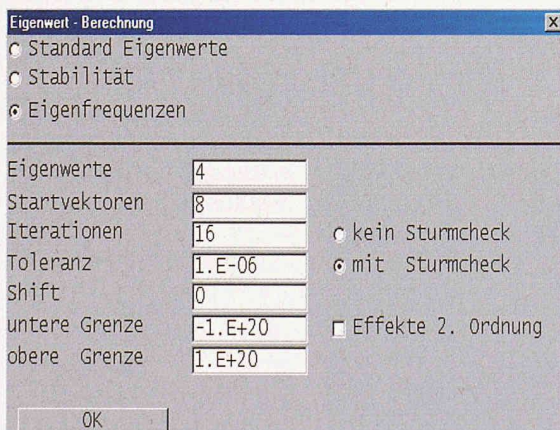 Eigenwert - Berechnung
Standard Eigenwerte
Stabilität
Eigenfrequenzen
Eigenwerte 4
Startvektoren 8
Iterationen 16 kein Sturmcheck
Toleranz 1.E-06 mit Sturmcheck
Shift 0
untere Grenze -1.E+20 Effekte 2. Ordnung
obere Grenze 1.E+20
OK